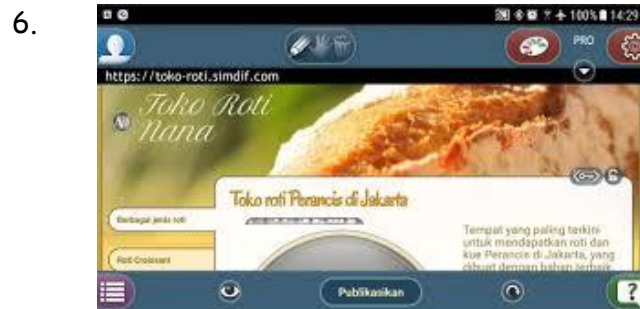 6.
100% 14:29
PRO
https://toko-roti.simdif.com
Toko Roti
Nana
Toko roti Perancis di Jakarta
Berbagai jenis roti
Tempat yang paling terkini
untuk mendapatkan roti dan
kue Perancis di Jakarta, yang
dibuat dengan bahan terbaik
Roti Croissant
Publikasikan
?